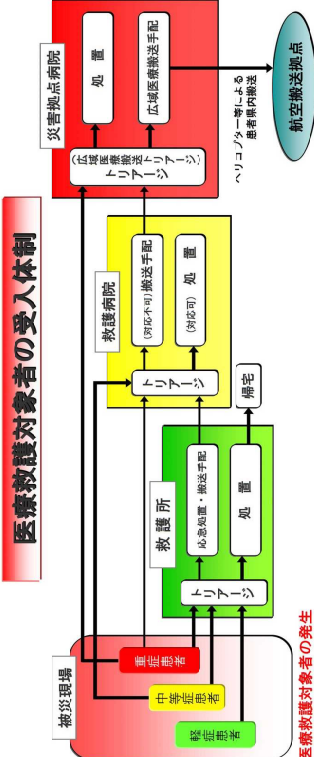 医療救護対象者の受入体制
被災現場
重症患者
中等症患者
軽症患者
医療救護対象者の発生
救護所
トリアージ
応急処置・搬送手配
処置
帰宅
救護病院
トリアージ
(対応不可)搬送手配
(対応可) 処置
災害拠点病院
(広域医療搬送トリアージ)
トリアージ
処置
広域医療搬送手配
ヘリコプター等による
患者県内搬送
航空搬送拠点